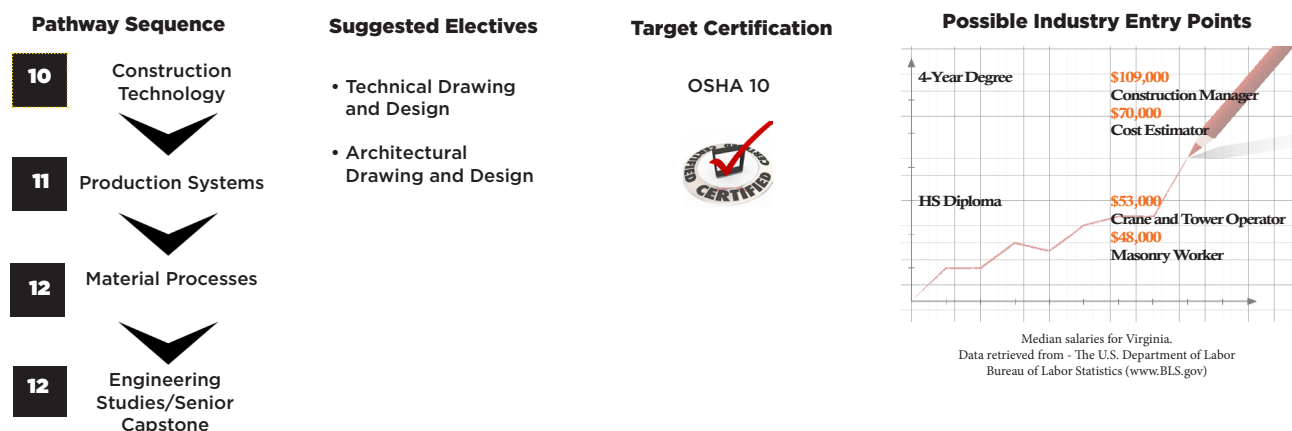 Pathway Sequence
10
Construction
Technology
11
Production Systems
12
Material Processes
12
Engineering
Studies/Senior
Capstone
Suggested Electives
• Technical Drawing
and Design
• Architectural
Drawing and Design
Target Certification
OSHA 10
CERTIFIED
CERTIFIED
Possible Industry Entry Points
4-Year Degree
$109,000
Construction Manager
$70,000
Cost Estimator
HS Diploma
$53,000
Crane and Tower Operator
$48,000
Masonry Worker
Median salaries for Virginia.
Data retrieved from - The U.S. Department of Labor
Bureau of Labor Statistics (www.BLS.gov)